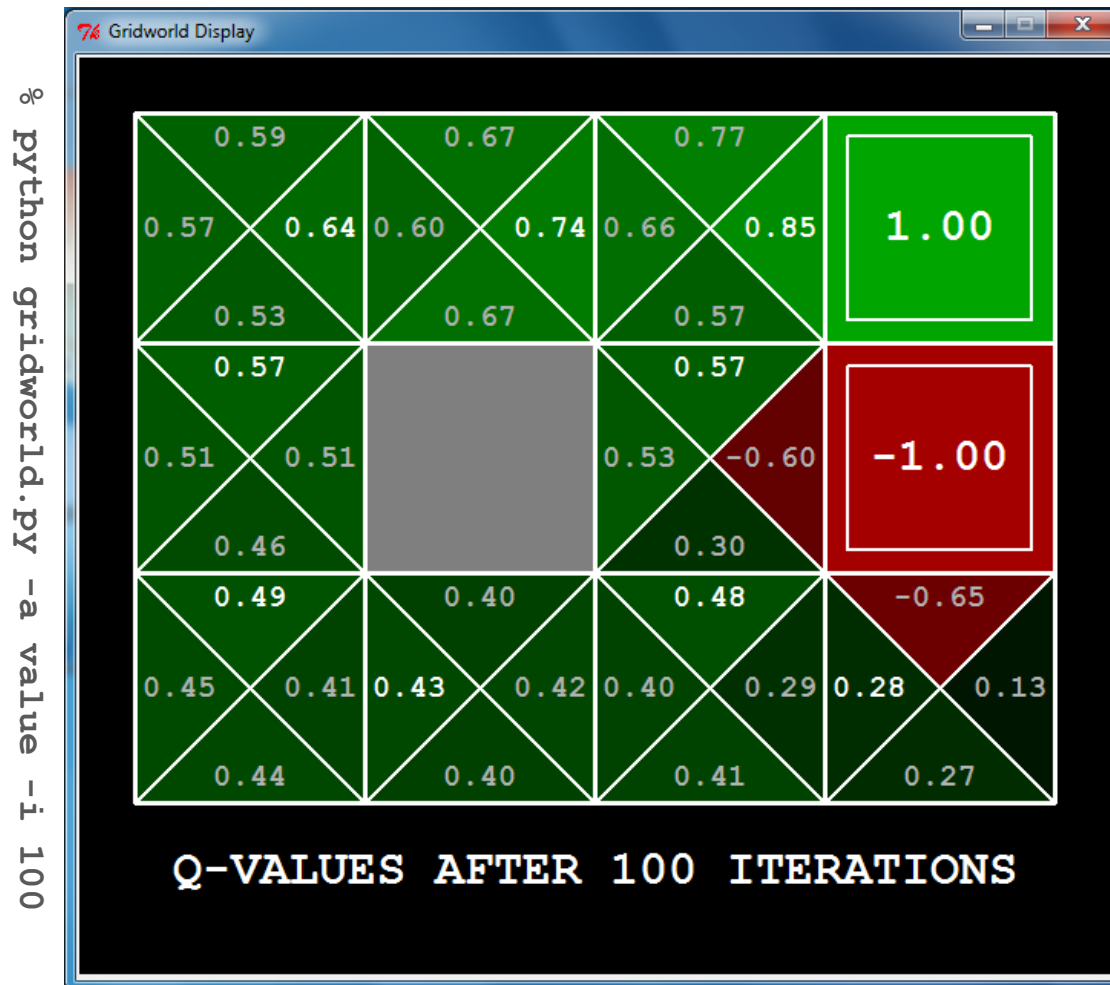 % python gridworld.py -a value -i 100
Gridworld Display
0.59 0.67 0.77
0.57 0.64 0.60 0.74 0.66 0.85 1.00
0.53 0.67 0.57
0.57 0.57
0.51 0.51 0.53 -0.60 -1.00
0.46 0.30
0.49 0.40 0.48 -0.65
0.45 0.41 0.43 0.42 0.40 0.29 0.28 0.13
0.44 0.40 0.41 0.27
Q-VALUES AFTER 100 ITERATIONS